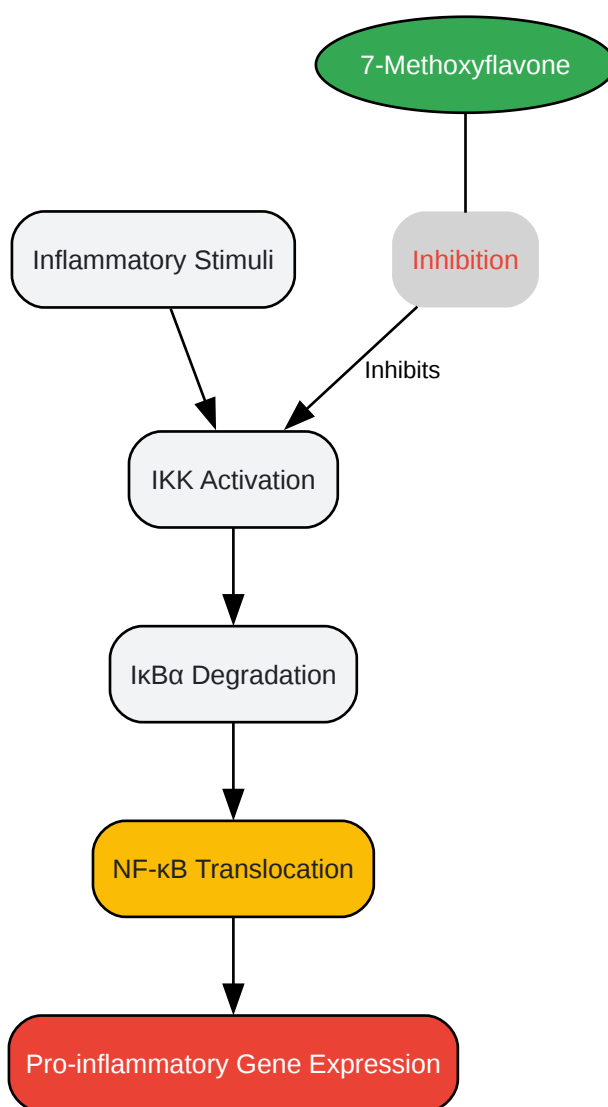 7-Methoxyflavone
Inflammatory Stimuli
Inhibition
Inhibits
IKK Activation
IκBα Degradation
NF-κB Translocation
Pro-inflammatory Gene Expression